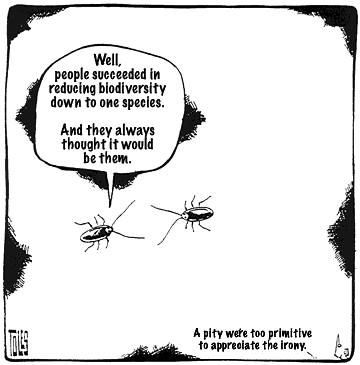 Well,
people succeeded in
reducing biodiversity
down to one species.
And they always
thought it would
be them.
A pity we're too primitive
to appreciate the irony.
TOLES